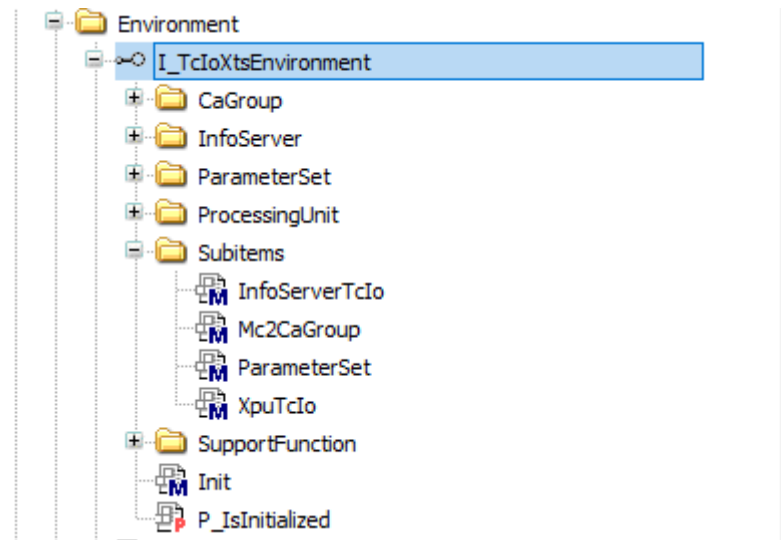 Environment
I_TcIoXtsEnvironment
CaGroup
InfoServer
ParameterSet
ProcessingUnit
Subitems
InfoServerTcIo
Mc2CaGroup
ParameterSet
XpuTcIo
SupportFunction
Init
P_IsInitialized